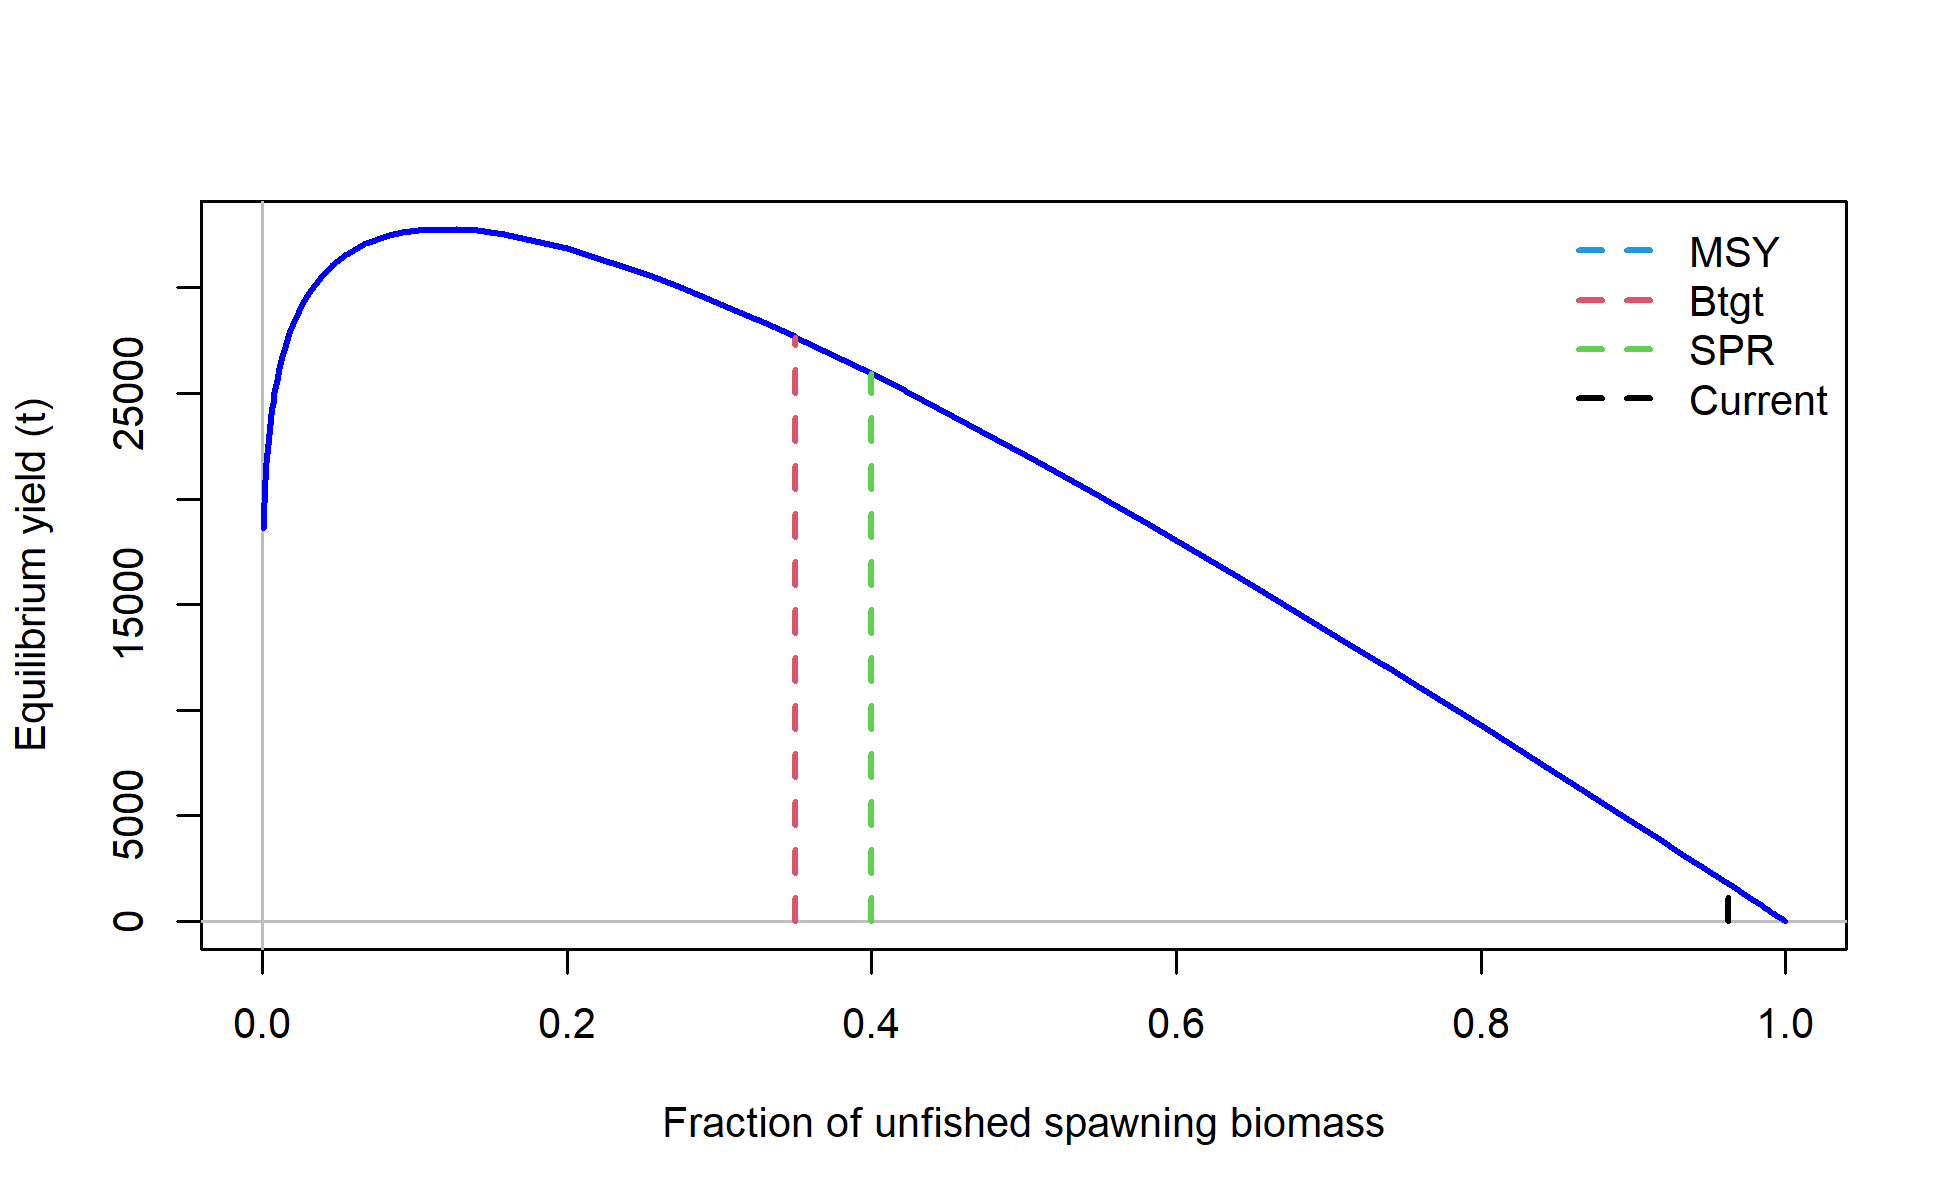 MSY
Btgt
SPR
Current
Equilibrium yield (t)
25000
15000
5000
0
0.0 0.2 0.4 0.6 0.8 1.0
Fraction of unfished spawning biomass